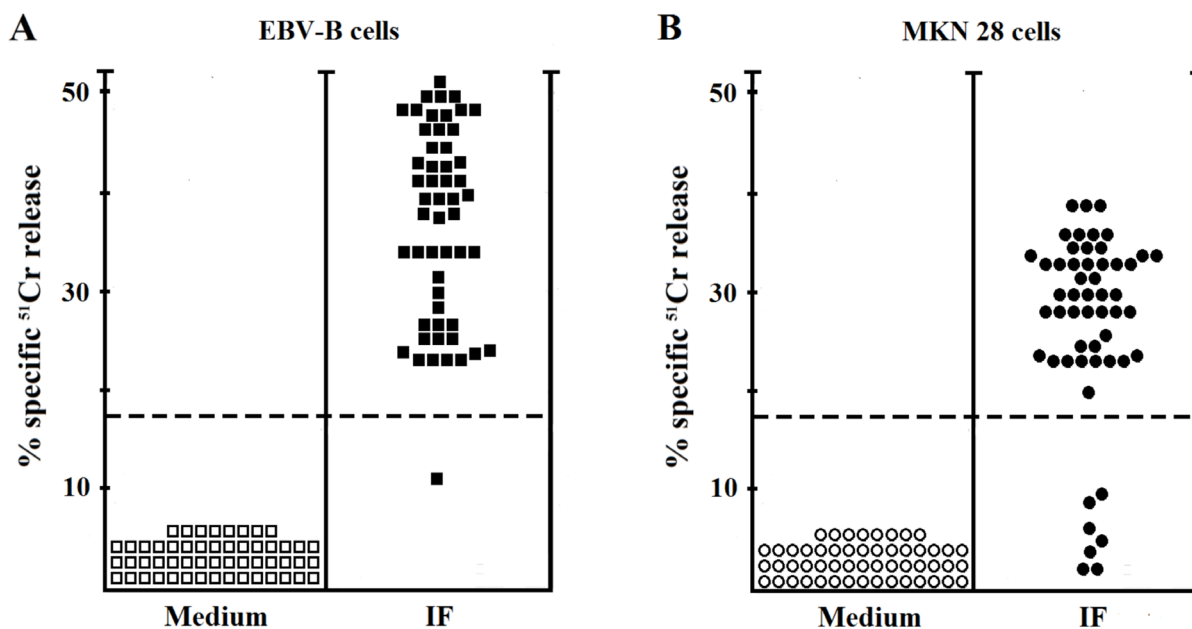 A
EBV-B cells
% specific ⁵¹Cr release
50
30
10
Medium
IF
B
MKN 28 cells
% specific ⁵¹Cr release
50
30
10
Medium
IF